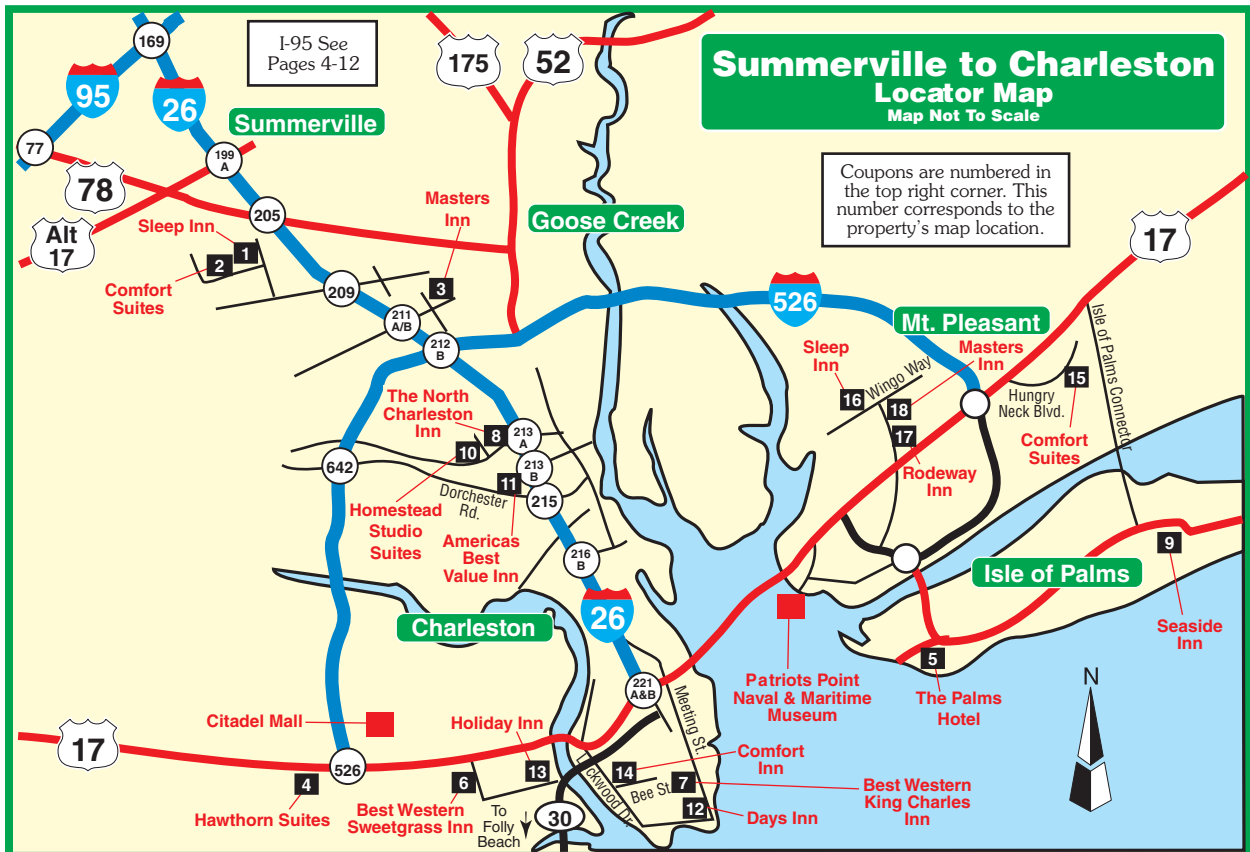 169
I-95 See
Pages 4-12
175
52
Summerville to Charleston
Locator Map
Map Not To Scale
95
26
Summerville
77
199
A
78
Coupons are numbered in
the top right corner. This
number corresponds to the
property's map location.
Masters
Inn
205
Goose Creek
Sleep Inn
Alt
17
17
1
2
Comfort
Suites
209
3
526
211
A/B
212
B
Mt. Pleasant
Isle of Palms Connector
Sleep
Inn
Masters
Inn
Wingo Way
16
18
15
Hungry
Neck Blvd.
The North
Charleston
Inn
8
213
A
10
17
Comfort
Suites
642
213
B
11
Rodeway
Inn
Dorchester
Rd.
215
Homestead
Studio
Suites
Americas
Best
Value Inn
216
B
9
Isle of Palms
26
Charleston
Seaside
Inn
5
221
A&B
Patriots Point
Naval & Maritime
Museum
The Palms
Hotel
N
Meeting St.
Citadel Mall
Holiday Inn
17
526
Comfort
Inn
4
6
13
14
7
Bee St.
Lockwood Dr.
Best Western
King Charles
Inn
Hawthorn Suites
Best Western
Sweetgrass Inn
To
Folly
Beach
30
12
Days Inn